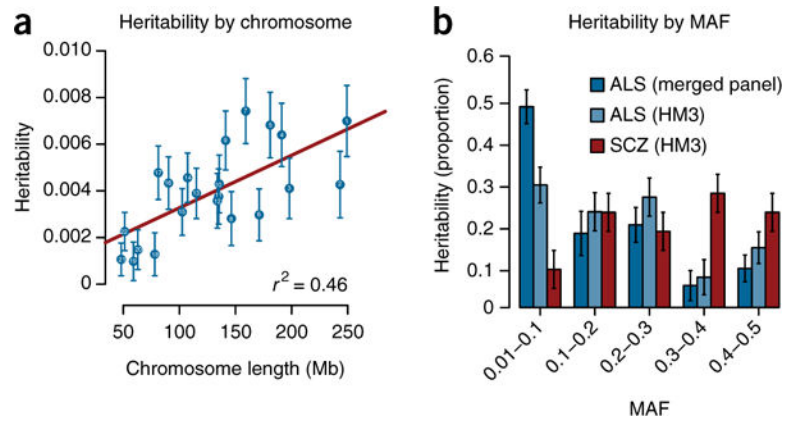 a
Heritability by chromosome
Heritability
0.010
0.008
0.006
0.004
0.002
0
r² = 0.46
50 100 150 200 250
Chromosome length (Mb)
b
Heritability by MAF
Heritability (proportion)
0.6
0.5
0.3
0.2
0.1
0
ALS (merged panel)
ALS (HM3)
SCZ (HM3)
0.01–0.1
0.1–0.2
0.2–0.3
0.3–0.4
0.4–0.5
MAF